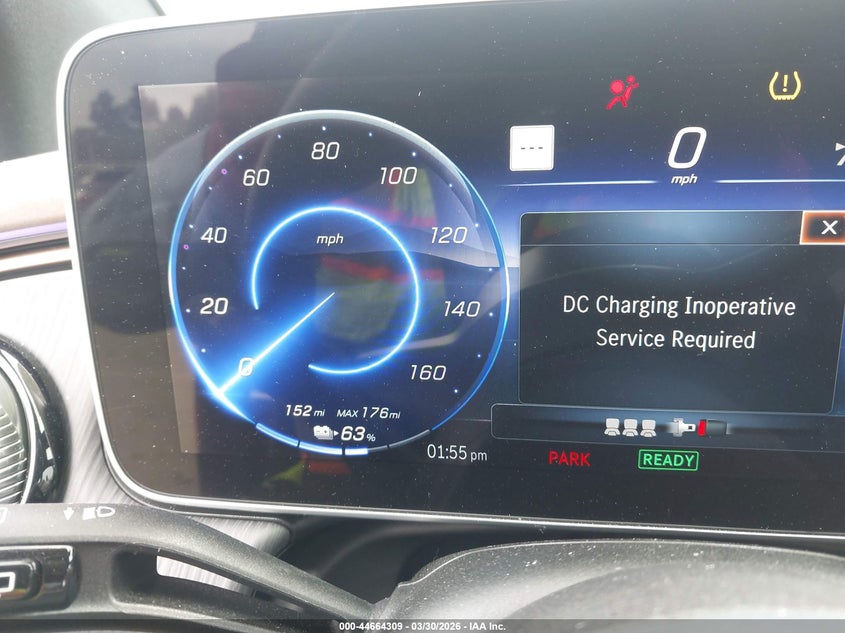 80
60
100
40
mph
120
20
140
0
160
152 mi MAX 176 mi
63%
01:55 pm
---
0
mph
DC Charging Inoperative
Service Required
PARK
READY
000-44664309 - 03/30/2026 - IAA Inc.